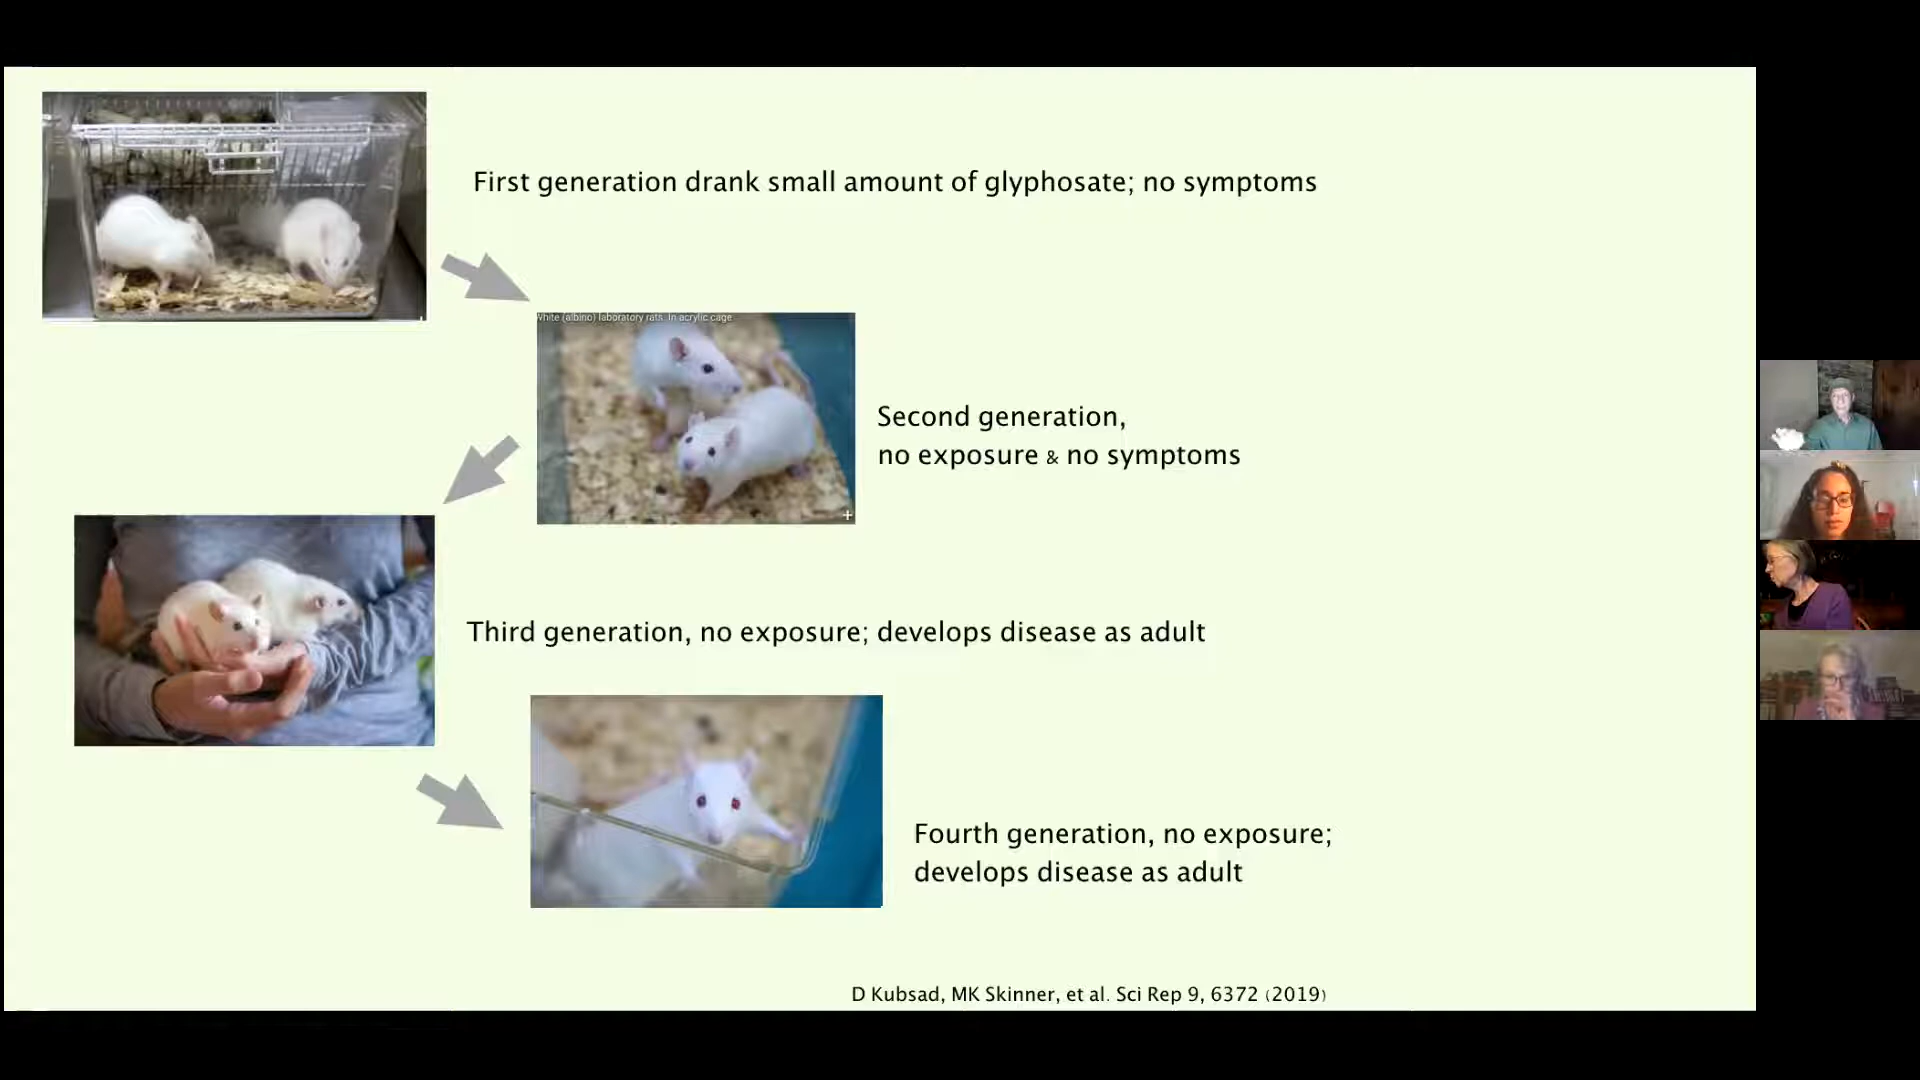 First generation drank small amount of glyphosate; no symptoms
White (albino) laboratory rats. In acrylic cage
Second generation,
no exposure & no symptoms
Third generation, no exposure; develops disease as adult
Fourth generation, no exposure;
develops disease as adult
D Kubsad, MK Skinner, et al. Sci Rep 9, 6372 (2019)